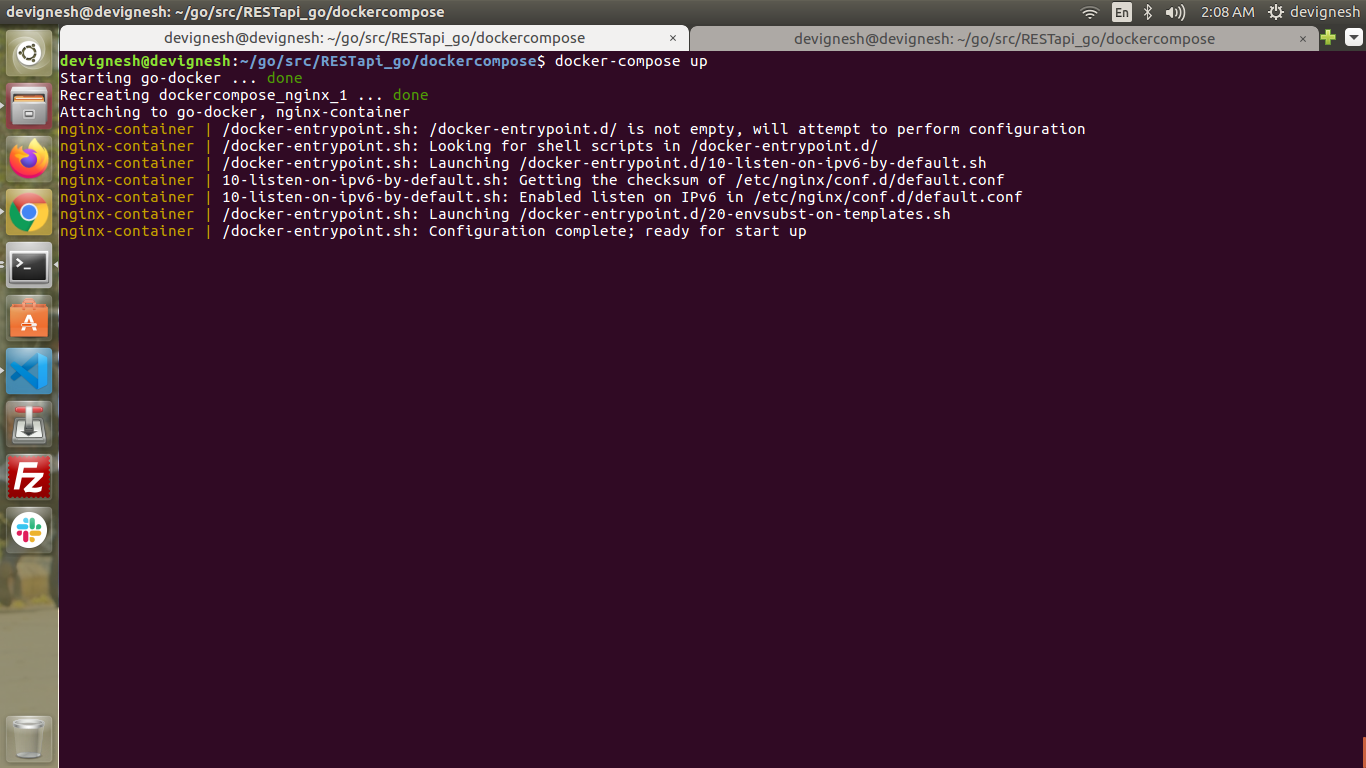 devignesh@devignesh: ~/go/src/RESTapi_go/dockercompose
En
2:08 AM
devignesh
devignesh@devignesh: ~/go/src/RESTapi_go/dockercompose ×
devignesh@devignesh: ~/go/src/RESTapi_go/dockercompose ×
devignesh@devignesh:~/go/src/RESTapi_go/dockercompose$ docker-compose up
Starting go-docker ... done
Recreating dockercompose_nginx_1 ... done
Attaching to go-docker, nginx-container
nginx-container | /docker-entrypoint.sh: /docker-entrypoint.d/ is not empty, will attempt to perform configuration
nginx-container | /docker-entrypoint.sh: Looking for shell scripts in /docker-entrypoint.d/
nginx-container | /docker-entrypoint.sh: Launching /docker-entrypoint.d/10-listen-on-ipv6-by-default.sh
nginx-container | 10-listen-on-ipv6-by-default.sh: Getting the checksum of /etc/nginx/conf.d/default.conf
nginx-container | 10-listen-on-ipv6-by-default.sh: Enabled listen on IPv6 in /etc/nginx/conf.d/default.conf
nginx-container | /docker-entrypoint.sh: Launching /docker-entrypoint.d/20-envsubst-on-templates.sh
nginx-container | /docker-entrypoint.sh: Configuration complete; ready for start up
>_
A
Fz